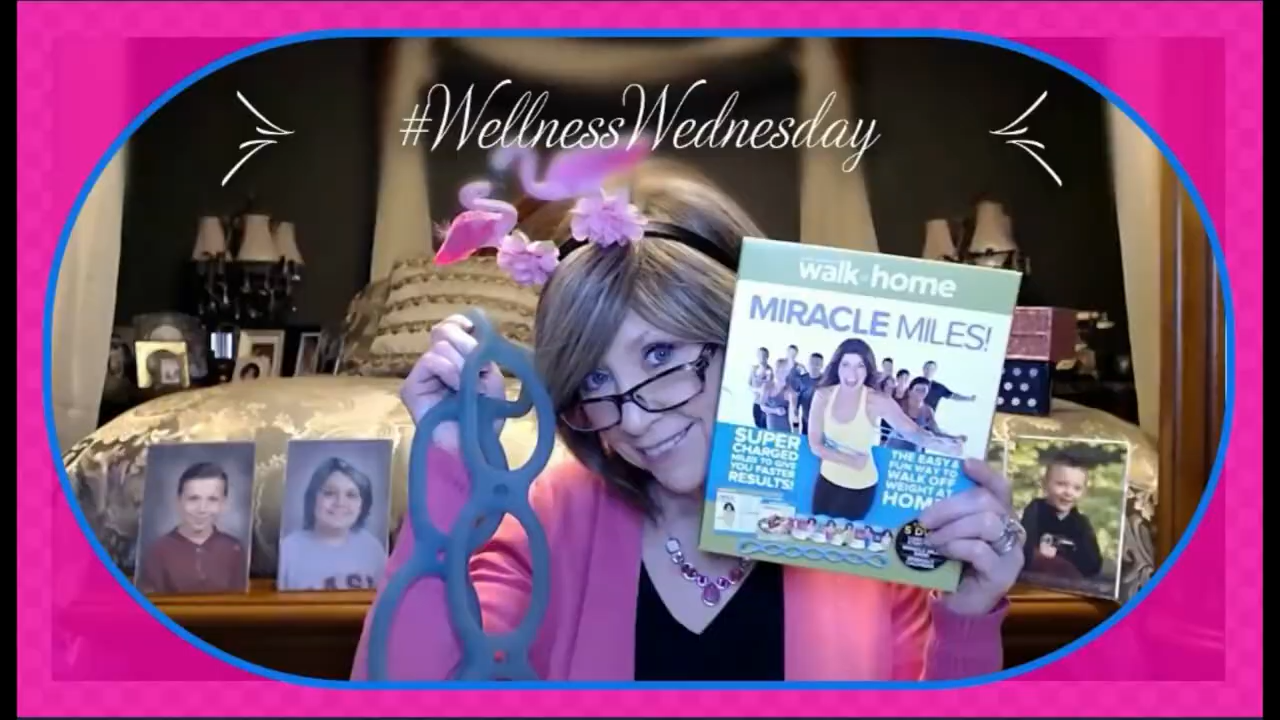 #WellnessWednesday
walk at home
MIRACLE MILES!
SUPER
CHARGED
MILES TO GIVE
YOU FASTER
RESULTS!
THE EASY &
FUN WAY TO
WALK OFF
WEIGHT AT
HOME